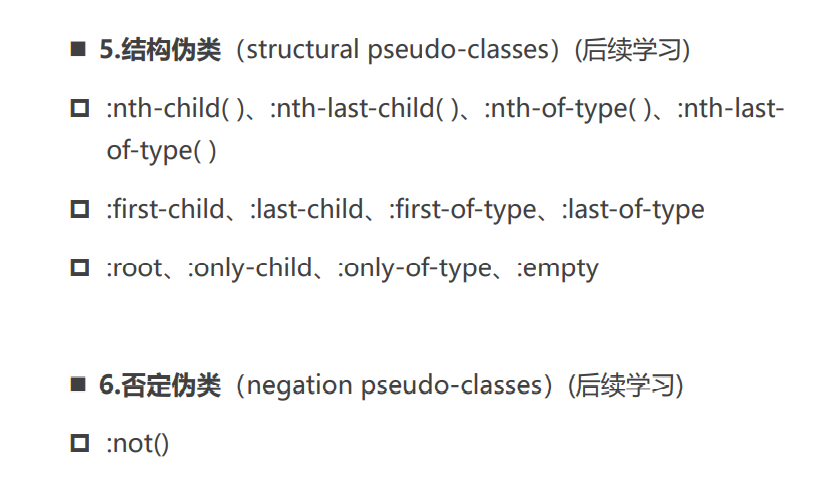 5.结构伪类（structural pseudo-classes）(后续学习)
:nth-child( )、:nth-last-child( )、:nth-of-type( )、:nth-last-
of-type( )
:first-child、:last-child、:first-of-type、:last-of-type
:root、:only-child、:only-of-type、:empty
6.否定伪类（negation pseudo-classes）(后续学习)
:not()